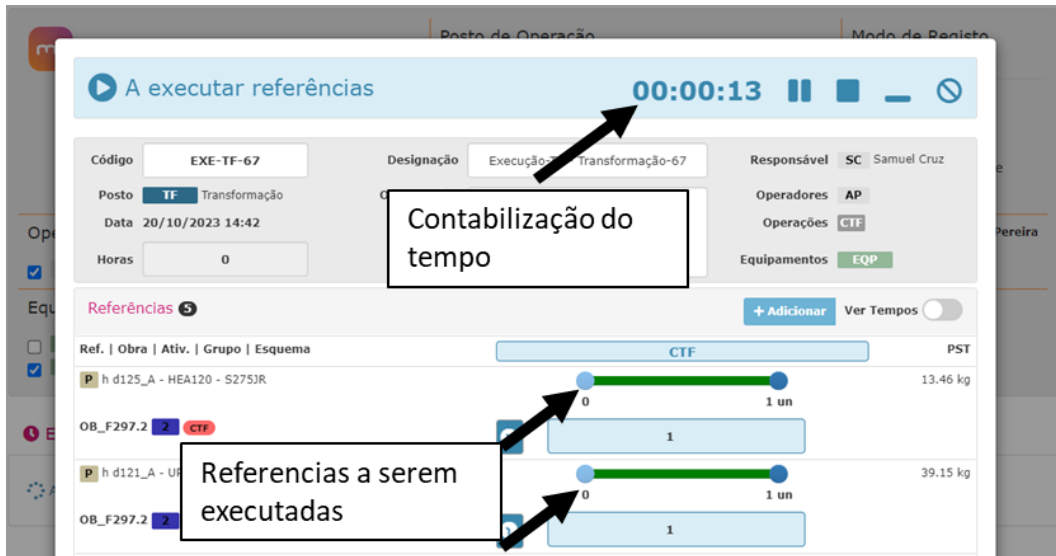 Posto de Operação Modo de Registo
A executar referências 00:00:13
Código EXE-TF-67 Designação Execução-T Transformação-67 Responsável SC Samuel Cruz
Posto TF Transformação Operadores AP
Data 20/10/2023 14:42 Operações CTF
Ope Pereira
Horas 0 Equipamentos EQP
Contabilização do
tempo
Equ
Referências 5 + Adicionar Ver Tempos
Ref. | Obra | Ativ. | Grupo | Esquema CTF PST
P h d125_A - HEA120 - S275JR 13.46 kg
0 1 un
OB_F297.2 2 CTF 1
Referencias a serem
executadas
P h d121_A - UP 39.15 kg
0 1 un
OB_F297.2 2 1